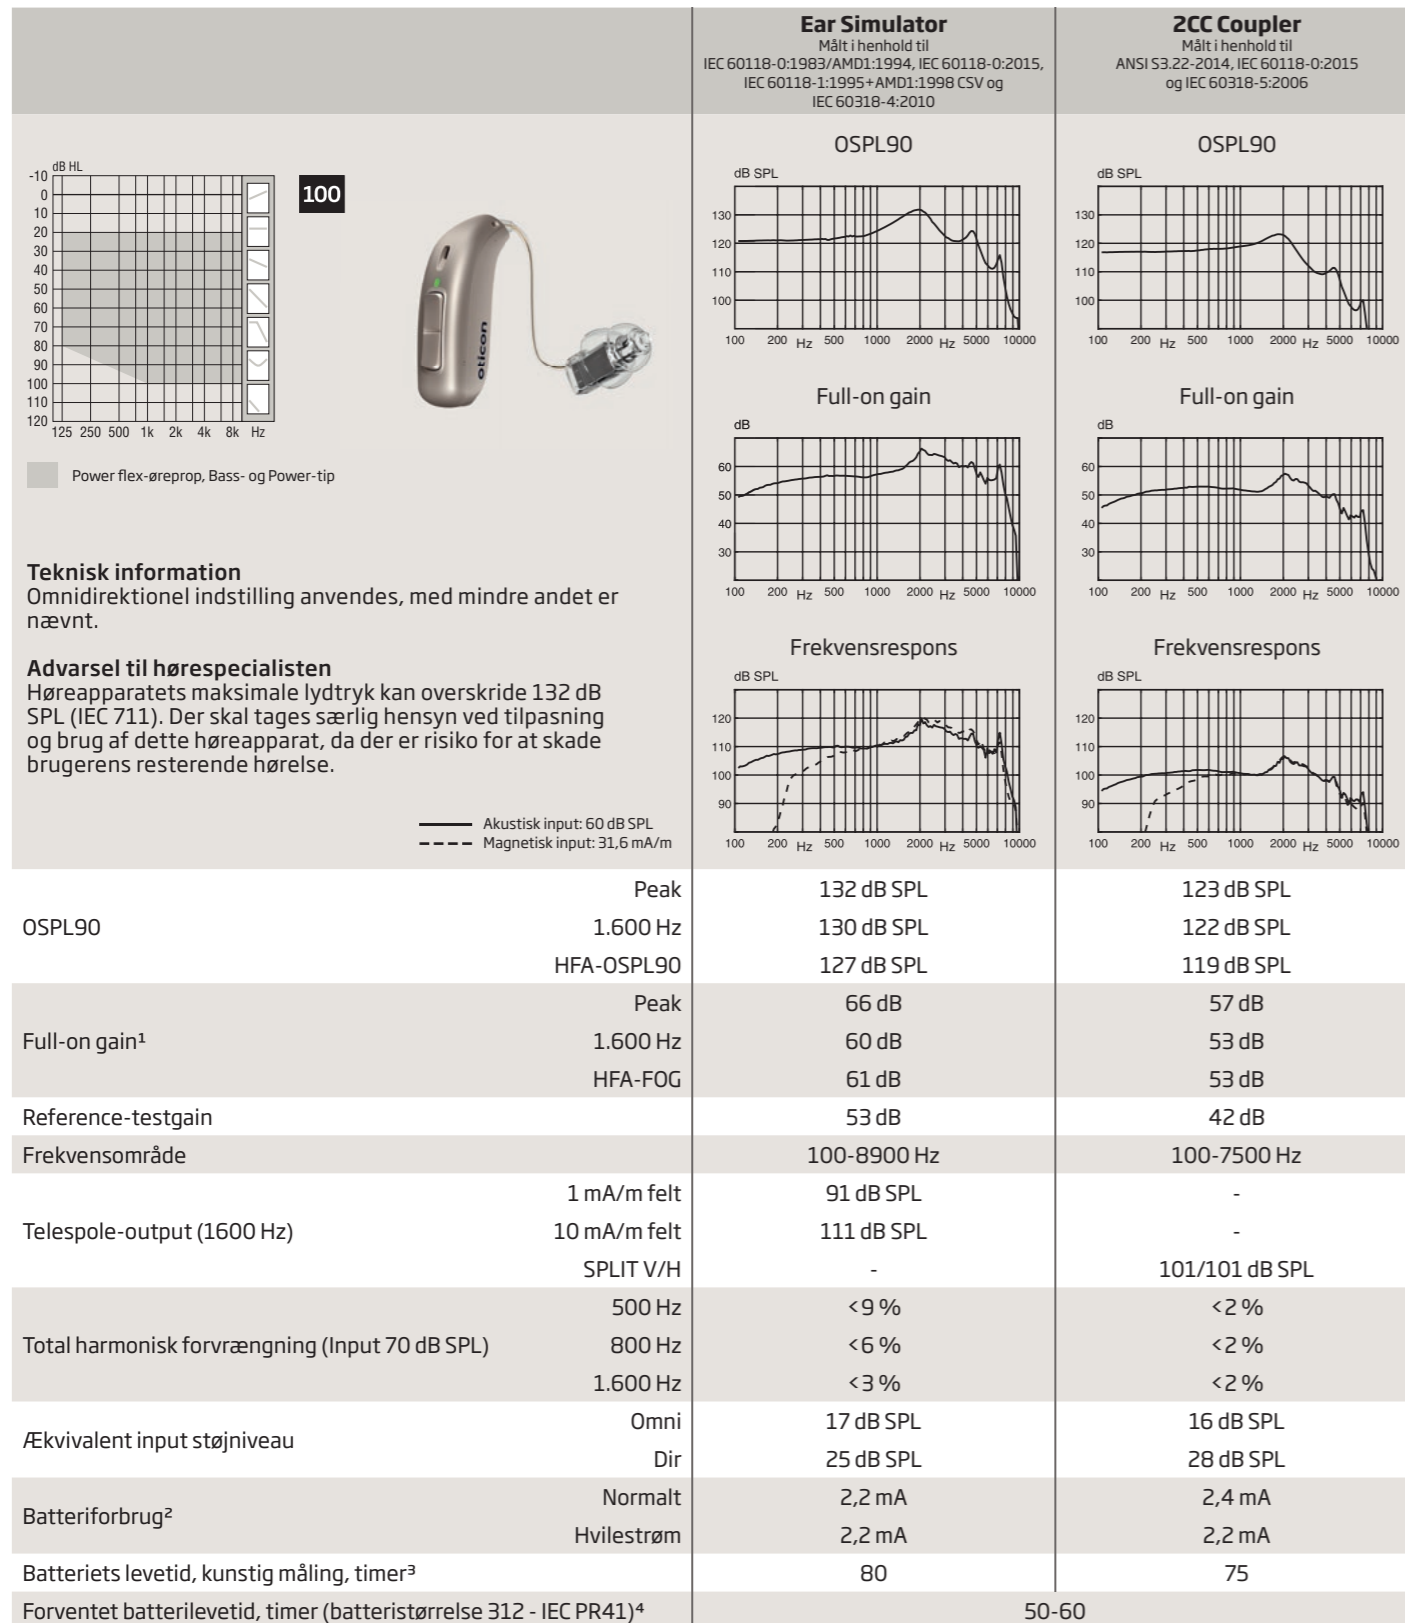 Ear Simulator
Målt i henhold til
IEC 60118-0:1983/AMD1:1994, IEC 60118-0:2015,
IEC 60118-1:1995+AMD1:1998 CSV og
IEC 60318-4:2010
2CC Coupler
Målt i henhold til
ANSI S3.22-2014, IEC 60118-0:2015
og IEC 60318-5:2006
dB HL
-10
0
10
20
30
40
50
60
70
80
90
100
110
120
125 250 500 1k 2k 4k 8k Hz
100
oticon
Power flex-øreprop, Bass- og Power-tip
Teknisk information
Omnidirektionel indstilling anvendes, med mindre andet er
nævnt.
Advarsel til hørespecialisten
Høreapparatets maksimale lydtryk kan overskride 132 dB
SPL (IEC 711). Der skal tages særlig hensyn ved tilpasning
og brug af dette høreapparat, da der er risiko for at skade
brugerens resterende hørelse.
Akustisk input: 60 dB SPL
Magnetisk input: 31,6 mA/m
OSPL90
dB SPL
130
120
110
100
100 200 Hz 500 1000 2000 Hz 5000 10000
OSPL90
dB SPL
130
120
110
100
100 200 Hz 500 1000 2000 Hz 5000 10000
Full-on gain
dB
60
50
40
30
100 200 Hz 500 1000 2000 Hz 5000 10000
Full-on gain
dB
60
50
40
30
100 200 Hz 500 1000 2000 Hz 5000 10000
Frekvensrespons
dB SPL
120
110
100
90
100 200 Hz 500 1000 2000 Hz 5000 10000
Frekvensrespons
dB SPL
120
110
100
90
100 200 Hz 500 1000 2000 Hz 5000 10000
OSPL90
Peak 132 dB SPL 123 dB SPL
1.600 Hz 130 dB SPL 122 dB SPL
HFA-OSPL90 127 dB SPL 119 dB SPL
Full-on gain¹
Peak 66 dB 57 dB
1.600 Hz 60 dB 53 dB
HFA-FOG 61 dB 53 dB
Reference-testgain 53 dB 42 dB
Frekvensområde 100-8900 Hz 100-7500 Hz
Telespole-output (1600 Hz)
1 mA/m felt 91 dB SPL -
10 mA/m felt 111 dB SPL -
SPLIT V/H - 101/101 dB SPL
Total harmonisk forvrængning (Input 70 dB SPL)
500 Hz <9 % <2 %
800 Hz <6 % <2 %
1.600 Hz <3 % <2 %
Ækvivalent input støjniveau
Omni 17 dB SPL 16 dB SPL
Dir 25 dB SPL 28 dB SPL
Batteriforbrug²
Normalt 2,2 mA 2,4 mA
Hvilestrøm 2,2 mA 2,2 mA
Batteriets levetid, kunstig måling, timer³ 80 75
Forventet batterilevetid, timer (batteristørrelse 312 - IEC PR41)⁴ 50-60